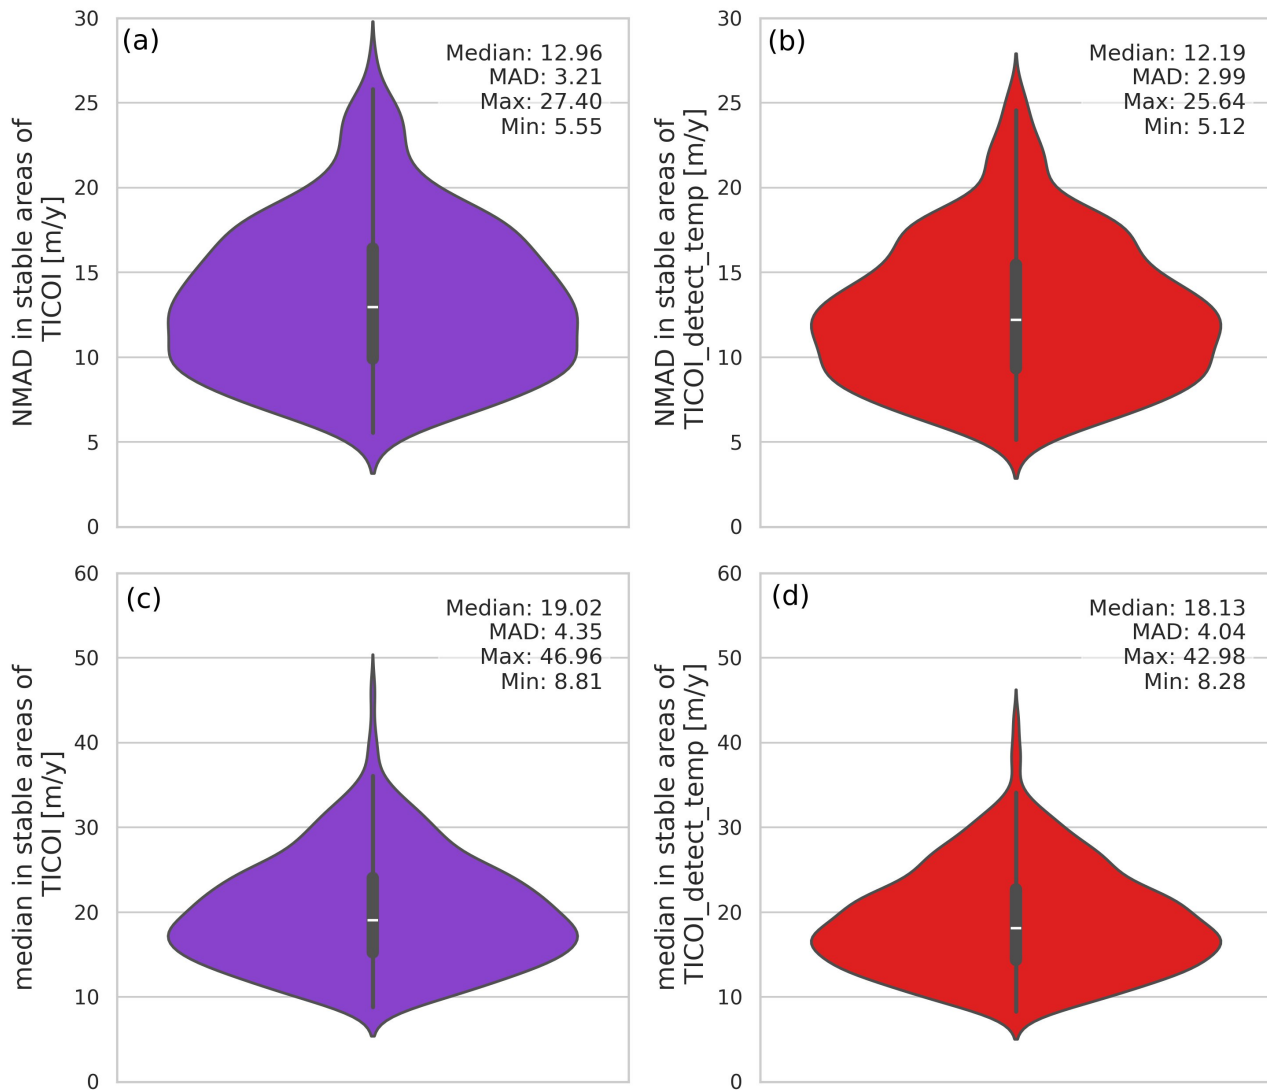 (a)
Median: 12.96
MAD: 3.21
Max: 27.40
Min: 5.55
NMAD in stable areas of
TICOI [m/y]
30
25
20
15
10
5
0
(b)
Median: 12.19
MAD: 2.99
Max: 25.64
Min: 5.12
NMAD in stable areas of
TICOI_detect_temp [m/y]
30
25
20
15
10
5
0
(c)
Median: 19.02
MAD: 4.35
Max: 46.96
Min: 8.81
median in stable areas of
TICOI [m/y]
60
50
40
30
20
10
0
(d)
Median: 18.13
MAD: 4.04
Max: 42.98
Min: 8.28
median in stable areas of
TICOI_detect_temp [m/y]
60
50
40
30
20
10
0